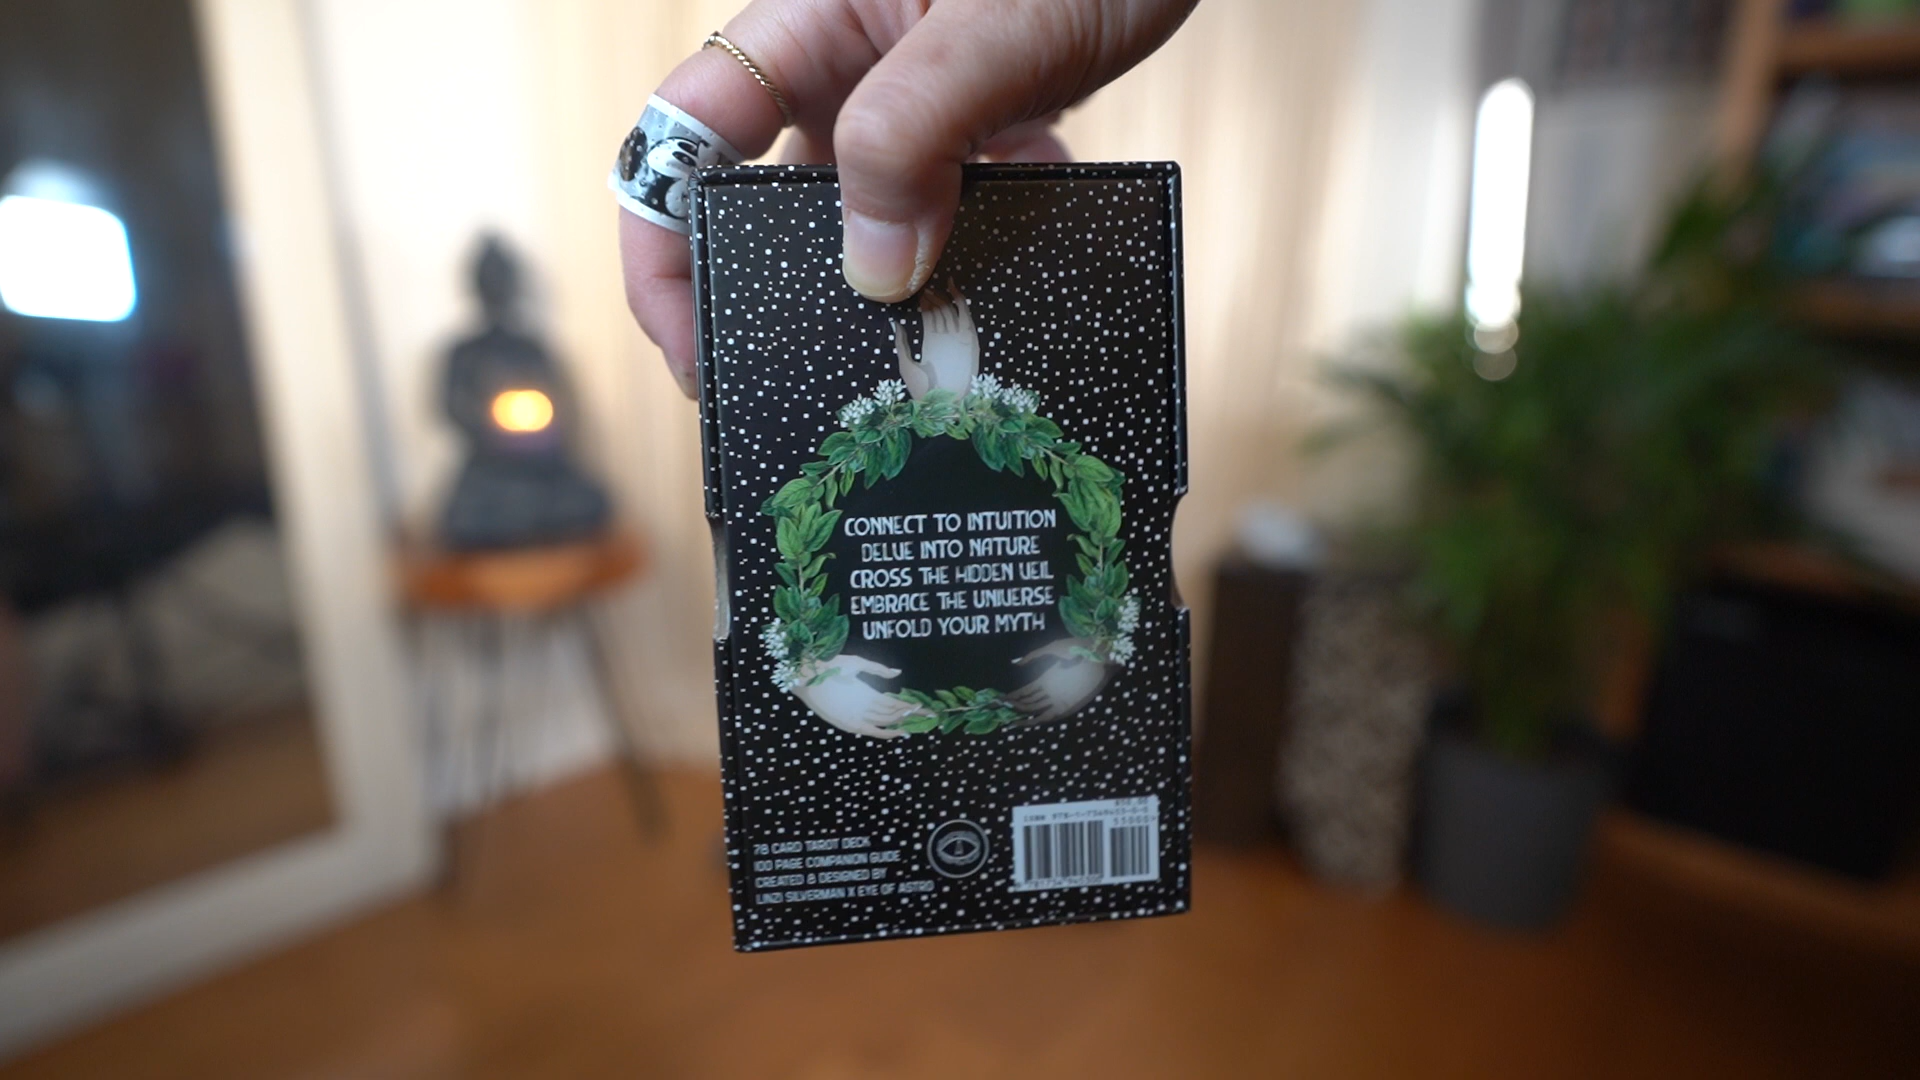 CONNECT TO INTUITION
DELVE INTO NATURE
CROSS THE HIDDEN VEIL
EMBRACE THE UNIVERSE
UNFOLD YOUR MYTH
78 CARD TAROT DECK
100 PAGE COMPANION GUIDE
CREATED & DESIGNED BY
LINZI SILVERMAN X EYE OF ASTRO